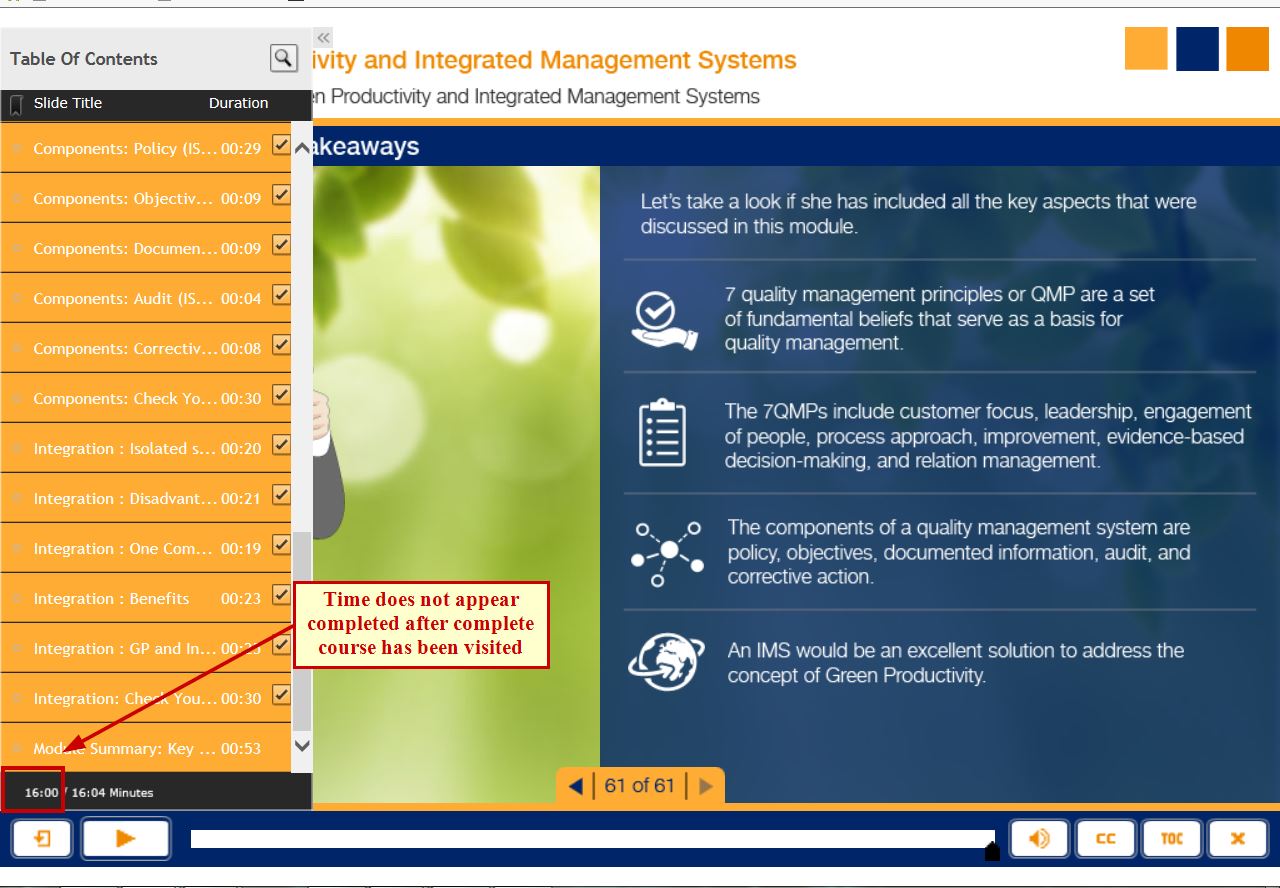 Table Of Contents
«
ivity and Integrated Management Systems
n Productivity and Integrated Management Systems
Slide Title Duration
akeaways
Components: Policy (IS... 00:29
Components: Objectiv... 00:09
Components: Documen... 00:09
Components: Audit (IS... 00:04
Components: Correctiv... 00:08
Components: Check Yo... 00:30
Integration : Isolated s... 00:20
Integration : Disadvant... 00:21
Integration : One Com... 00:19
Integration : Benefits 00:23
Integration : GP and In...
Integration: Check You... 00:30
Module Summary: Key ... 00:53
16:00 / 16:04 Minutes
Time does not appear
completed after complete
course has been visited
Let's take a look if she has included all the key aspects that were
discussed in this module.
7 quality management principles or QMP are a set
of fundamental beliefs that serve as a basis for
quality management.
The 7QMPs include customer focus, leadership, engagement
of people, process approach, improvement, evidence-based
decision-making, and relation management.
The components of a quality management system are
policy, objectives, documented information, audit, and
corrective action.
An IMS would be an excellent solution to address the
concept of Green Productivity.
61 of 61
CC TOC